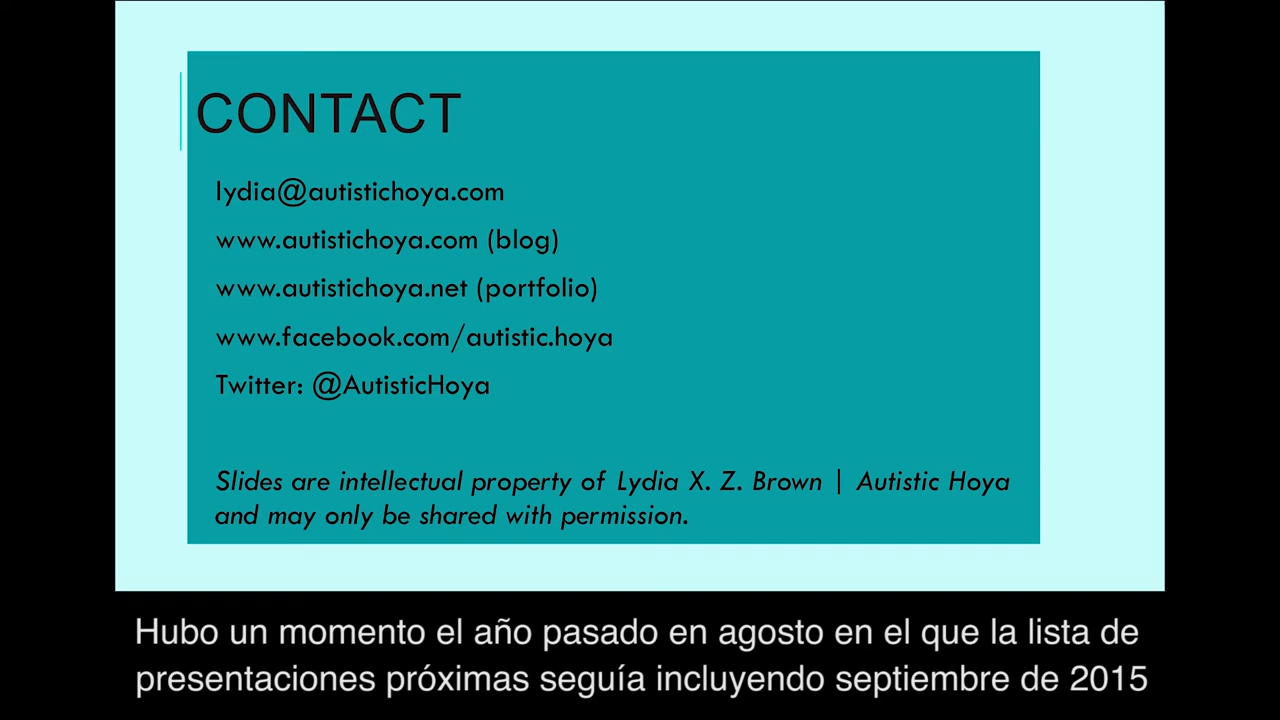 CONTACT
lydia@autistichoya.com
www.autistichoya.com (blog)
www.autistichoya.net (portfolio)
www.facebook.com/autistic.hoya
Twitter: @AutisticHoya
Slides are intellectual property of Lydia X. Z. Brown | Autistic Hoya
and may only be shared with permission.
Hubo un momento el año pasado en agosto en el que la lista de
presentaciones próximas seguía incluyendo septiembre de 2015